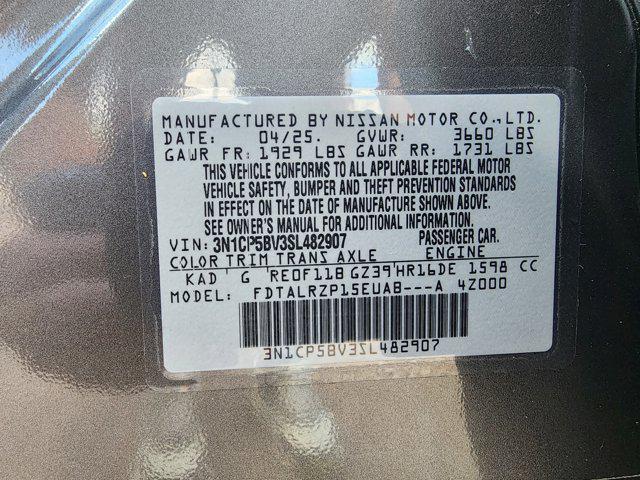 MANUFACTURED BY NISSAN MOTOR CO.,LTD.
DATE: 04/25. GVWR: 3660 LBS
GAWR FR: 1929 LBS GAWR RR: 1731 LBS
THIS VEHICLE CONFORMS TO ALL APPLICABLE FEDERAL MOTOR
VEHICLE SAFETY, BUMPER AND THEFT PREVENTION STANDARDS
IN EFFECT ON THE DATE OF MANUFACTURE SHOWN ABOVE.
SEE OWNER'S MANUAL FOR ADDITIONAL INFORMATION.
VIN: 3N1CP5BV3SL482907 PASSENGER CAR.
COLOR TRIM TRANS AXLE ENGINE
KAD G RE0F11B GZ39 HR16DE 1598 CC
MODEL: FDTALRZP15EUAB---A 4Z000
3N1CP5BV3SL482907